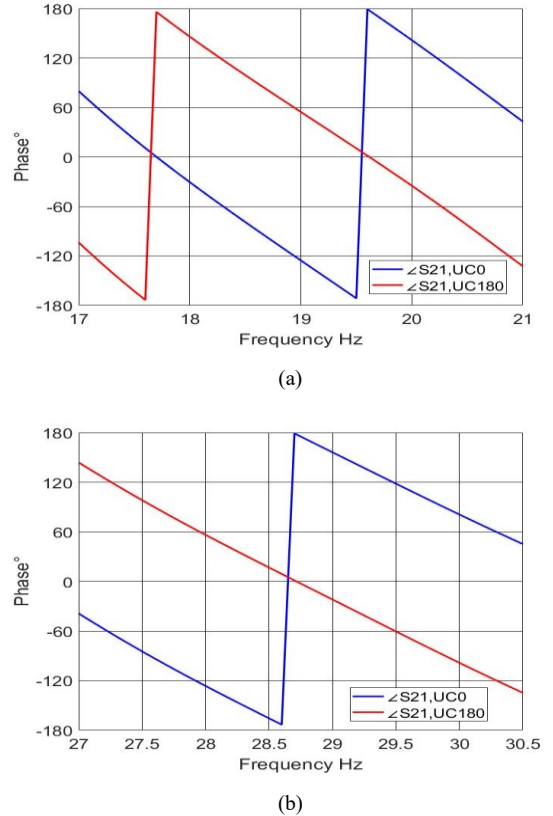 180
120
60
0
-60
-120
-180
Phase°
17
18
19
20
21
Frequency Hz
∠S21,UC0
∠S21,UC180
(a)
180
120
60
0
-60
-120
-180
Phase°
27
27.5
28
28.5
29
29.5
30
30.5
Frequency Hz
∠S21,UC0
∠S21,UC180
(b)